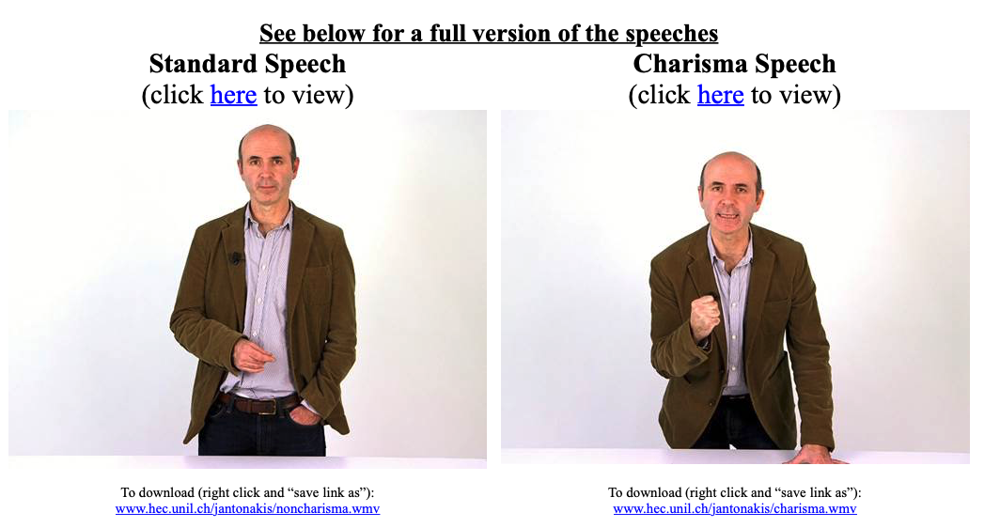 See below for a full version of the speeches
Standard Speech
(click here to view)
Charisma Speech
(click here to view)
To download (right click and “save link as”):
www.hec.unil.ch/jantonakis/noncharisma.wmv
To download (right click and “save link as”):
www.hec.unil.ch/jantonakis/charisma.wmv